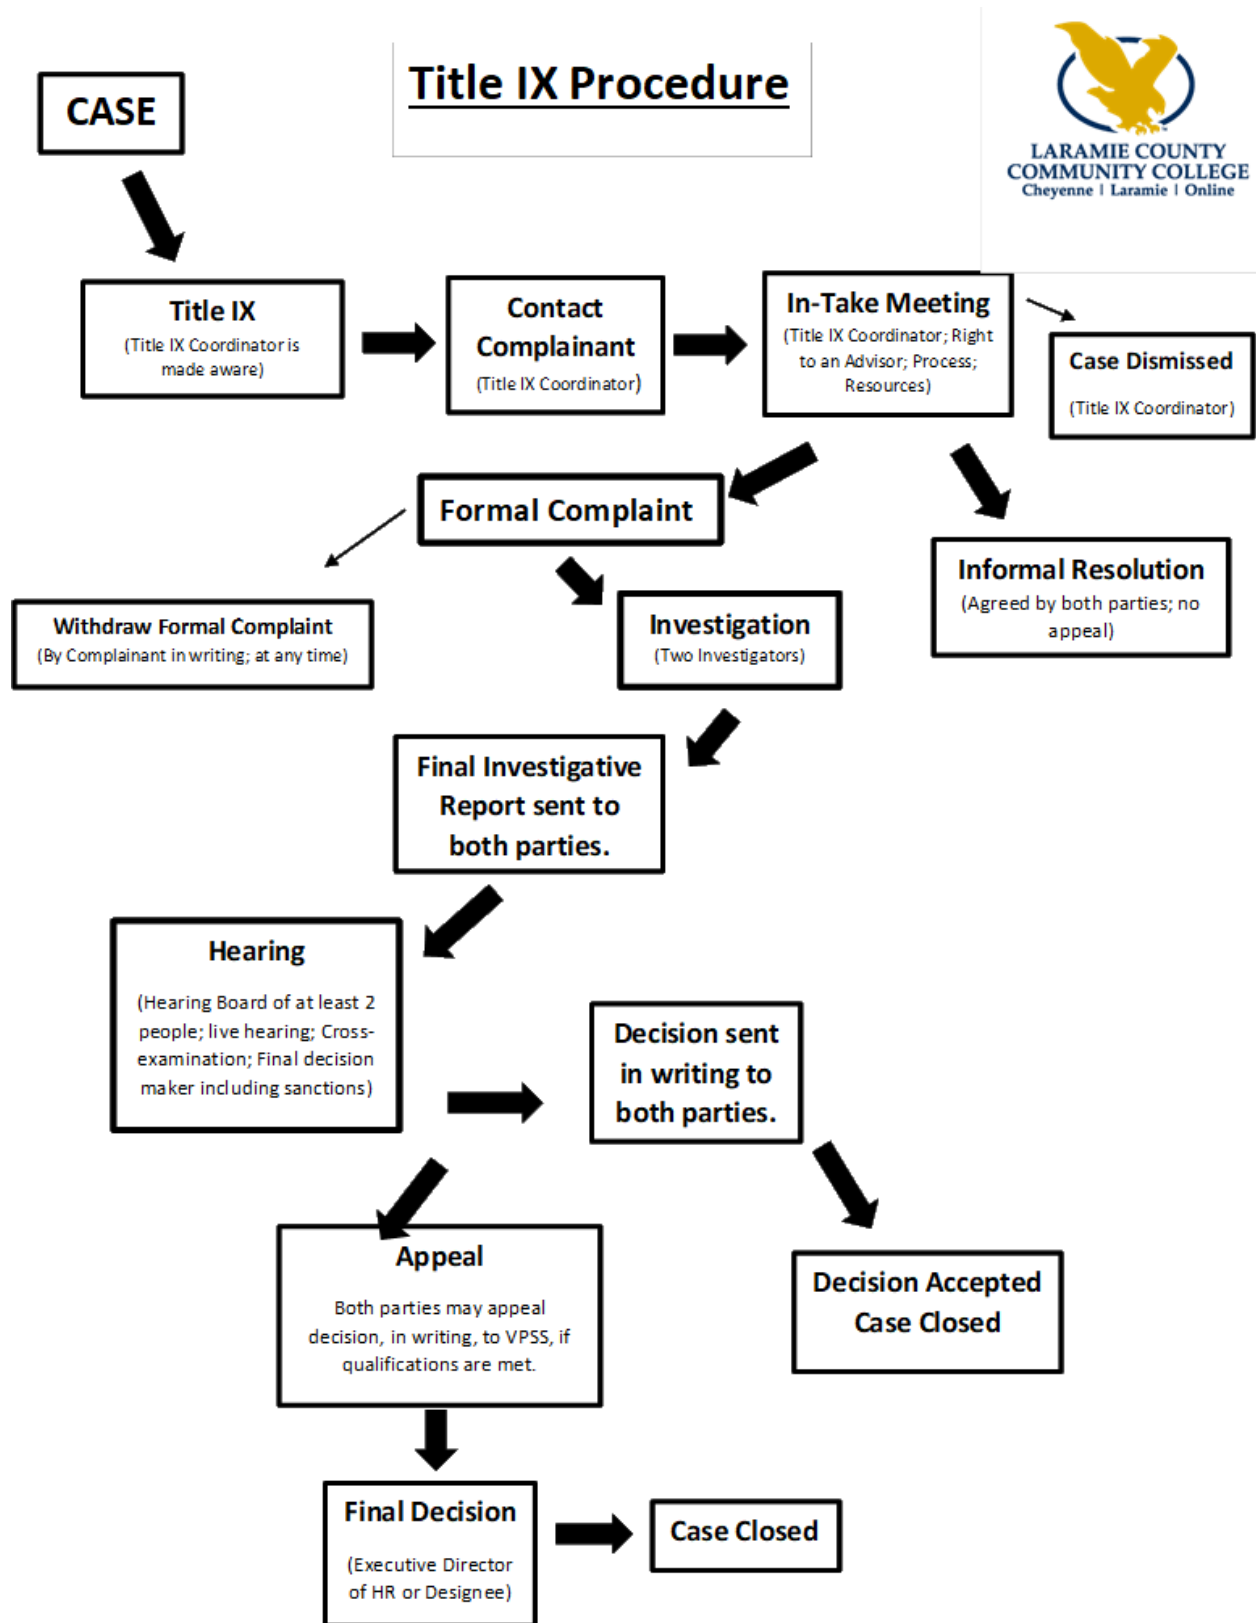 CASE
Title IX Procedure
LARAMIE COUNTY
COMMUNITY COLLEGE
Cheyenne | Laramie | Online
Title IX
(Title IX Coordinator is
made aware)
Contact
Complainant
(Title IX Coordinator)
In-Take Meeting
(Title IX Coordinator; Right
to an Advisor; Process;
Resources)
Case Dismissed
(Title IX Coordinator)
Formal Complaint
Informal Resolution
(Agreed by both parties; no
appeal)
Withdraw Formal Complaint
(By Complainant in writing; at any time)
Investigation
(Two Investigators)
Final Investigative
Report sent to
both parties.
Hearing
(Hearing Board of at least 2
people; live hearing; Cross-
examination; Final decision
maker including sanctions)
Decision sent
in writing to
both parties.
Appeal
Both parties may appeal
decision, in writing, to VPSS, if
qualifications are met.
Decision Accepted
Case Closed
Final Decision
(Executive Director
of HR or Designee)
Case Closed